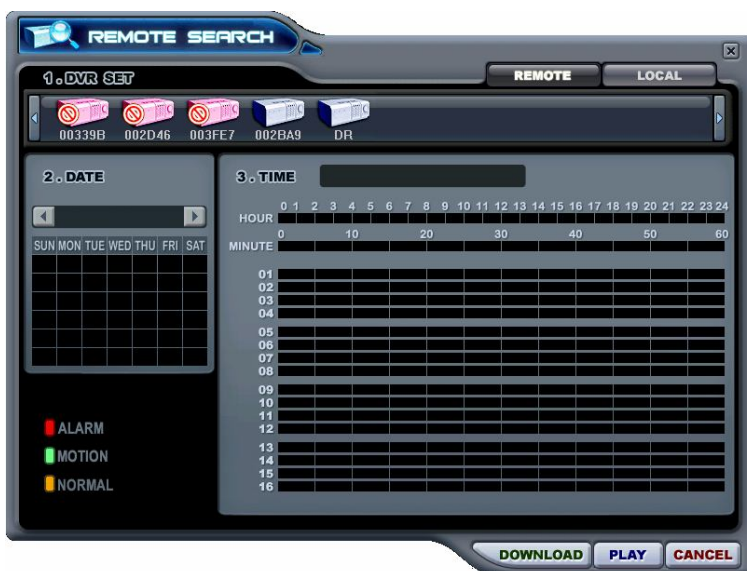 REMOTE SEARCH
1. DVR SET
REMOTE LOCAL
00339B 002D46 003FE7 002BA9 DR
2. DATE
3. TIME
0 1 2 3 4 5 6 7 8 9 10 11 12 13 14 15 16 17 18 19 20 21 22 23 24
HOUR
0 10 20 30 40 50 60
MINUTE
SUN MON TUE WED THU FRI SAT
01
02
03
04
05
06
07
08
09
10
11
12
13
14
15
16
ALARM
MOTION
NORMAL
DOWNLOAD PLAY CANCEL